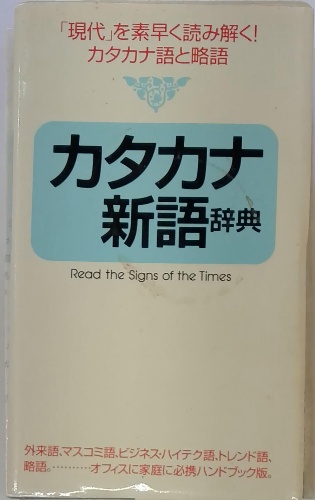 「現代」を素早く読み解く!
カタカナ語と略語
カタカナ
新語辞典
Read the Signs of the Times
外来語、マスコミ語、ビジネス・ハイテク語、トレンド語、
略語。………オフィスに家庭に必携ハンドブック版。